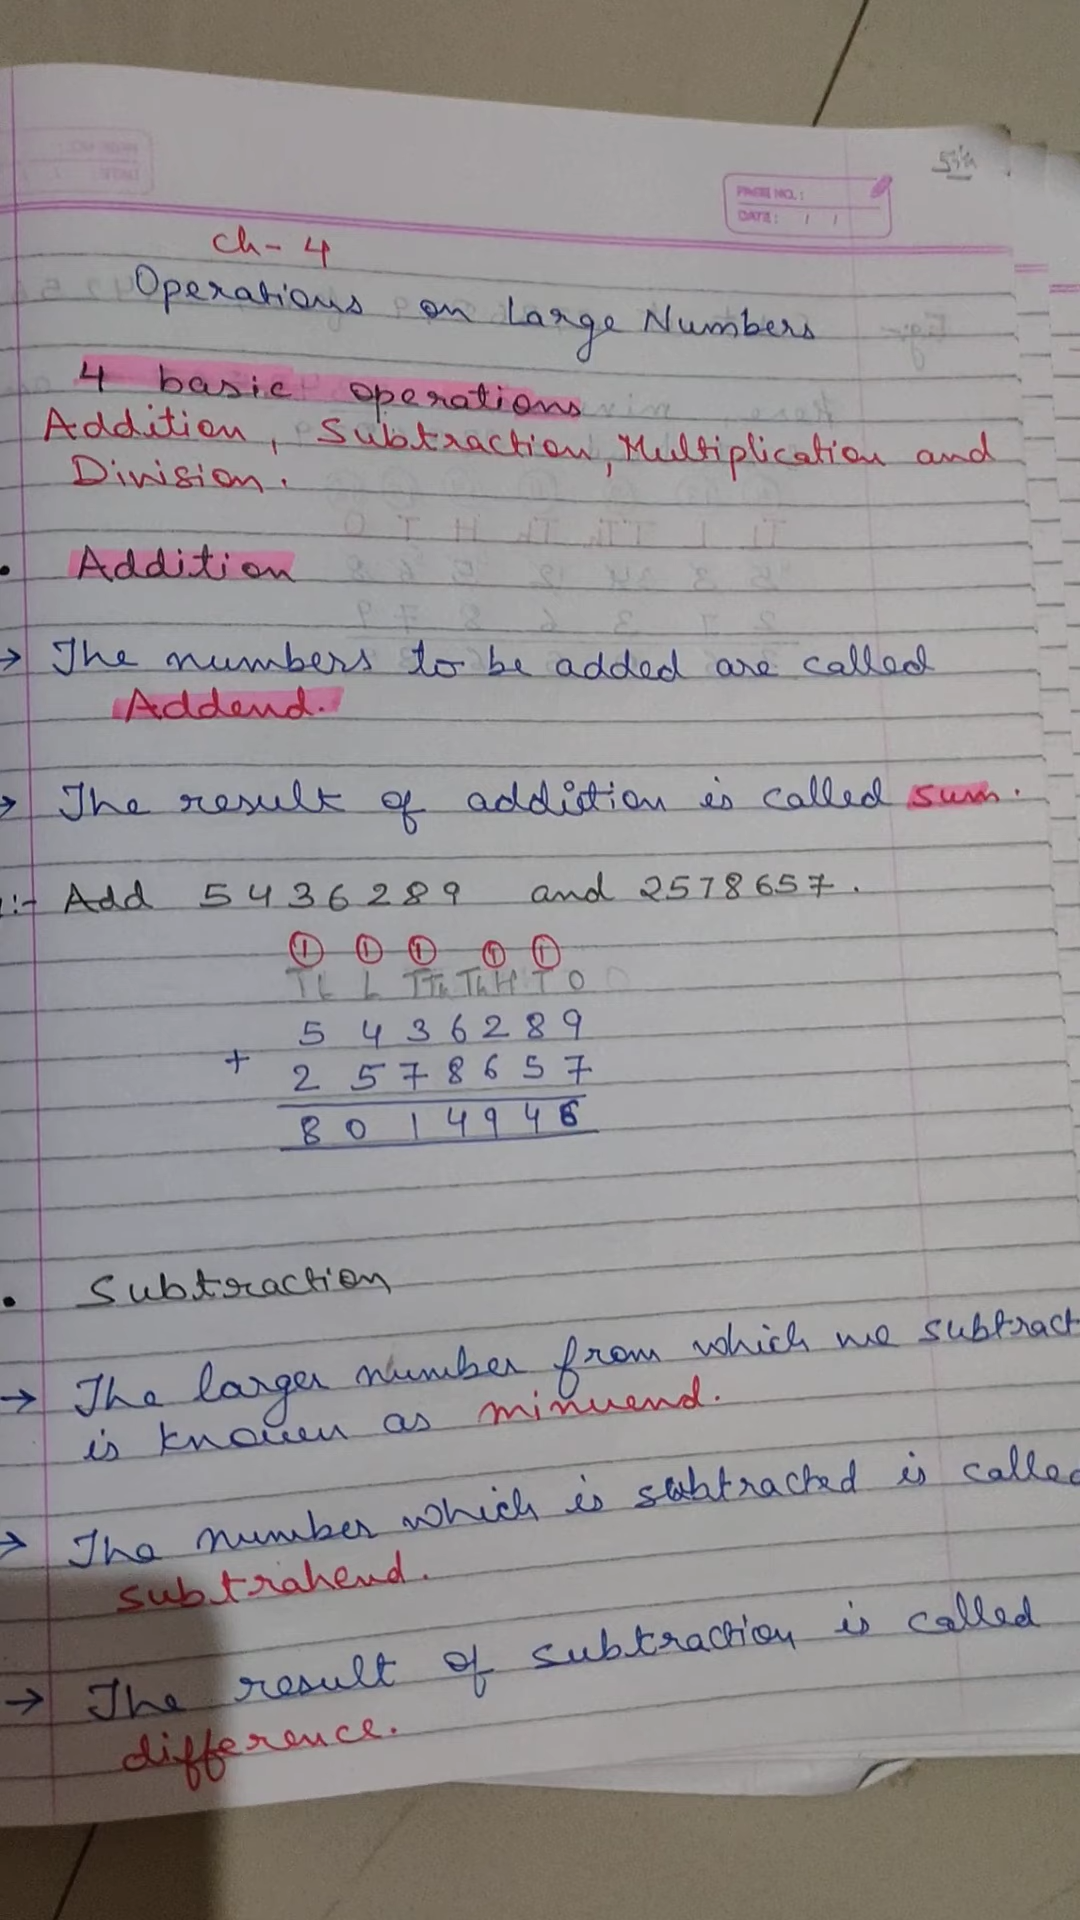 5th
PAGE NO.:
DATE: / /
Ch - 4
Operations on Large Numbers
4 basic operations
Addition, Subtraction, Multiplication and
Division.
• Addition
→ The numbers to be added are called
Addend.
→ The result of addition is called sum.
:- Add 5436289 and 2578657.
1 1 1 1 1
TL L TTh Th H T O
5 4 3 6 2 8 9
+ 2 5 7 8 6 5 7
8 0 1 4 9 4 6
• Subtraction
→ The larger number from which we subtract
is known as minuend.
→ The number which is subtracted is called
subtrahend.
→ The result of subtraction is called
difference.